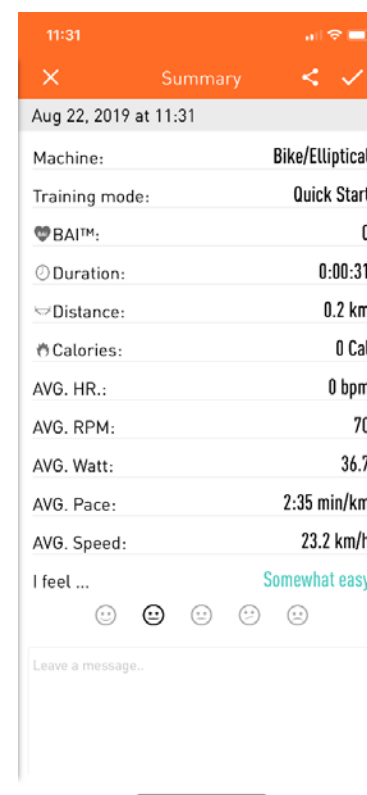 11:31
Summary
Aug 22, 2019 at 11:31
Machine: Bike/Elliptical
Training mode: Quick Start
BAI™: 0
Duration: 0:00:31
Distance: 0.2 km
Calories: 0 Cal
AVG. HR.: 0 bpm
AVG. RPM: 70
AVG. Watt: 36.7
AVG. Pace: 2:35 min/km
AVG. Speed: 23.2 km/h
I feel ... Somewhat easy
Leave a message..